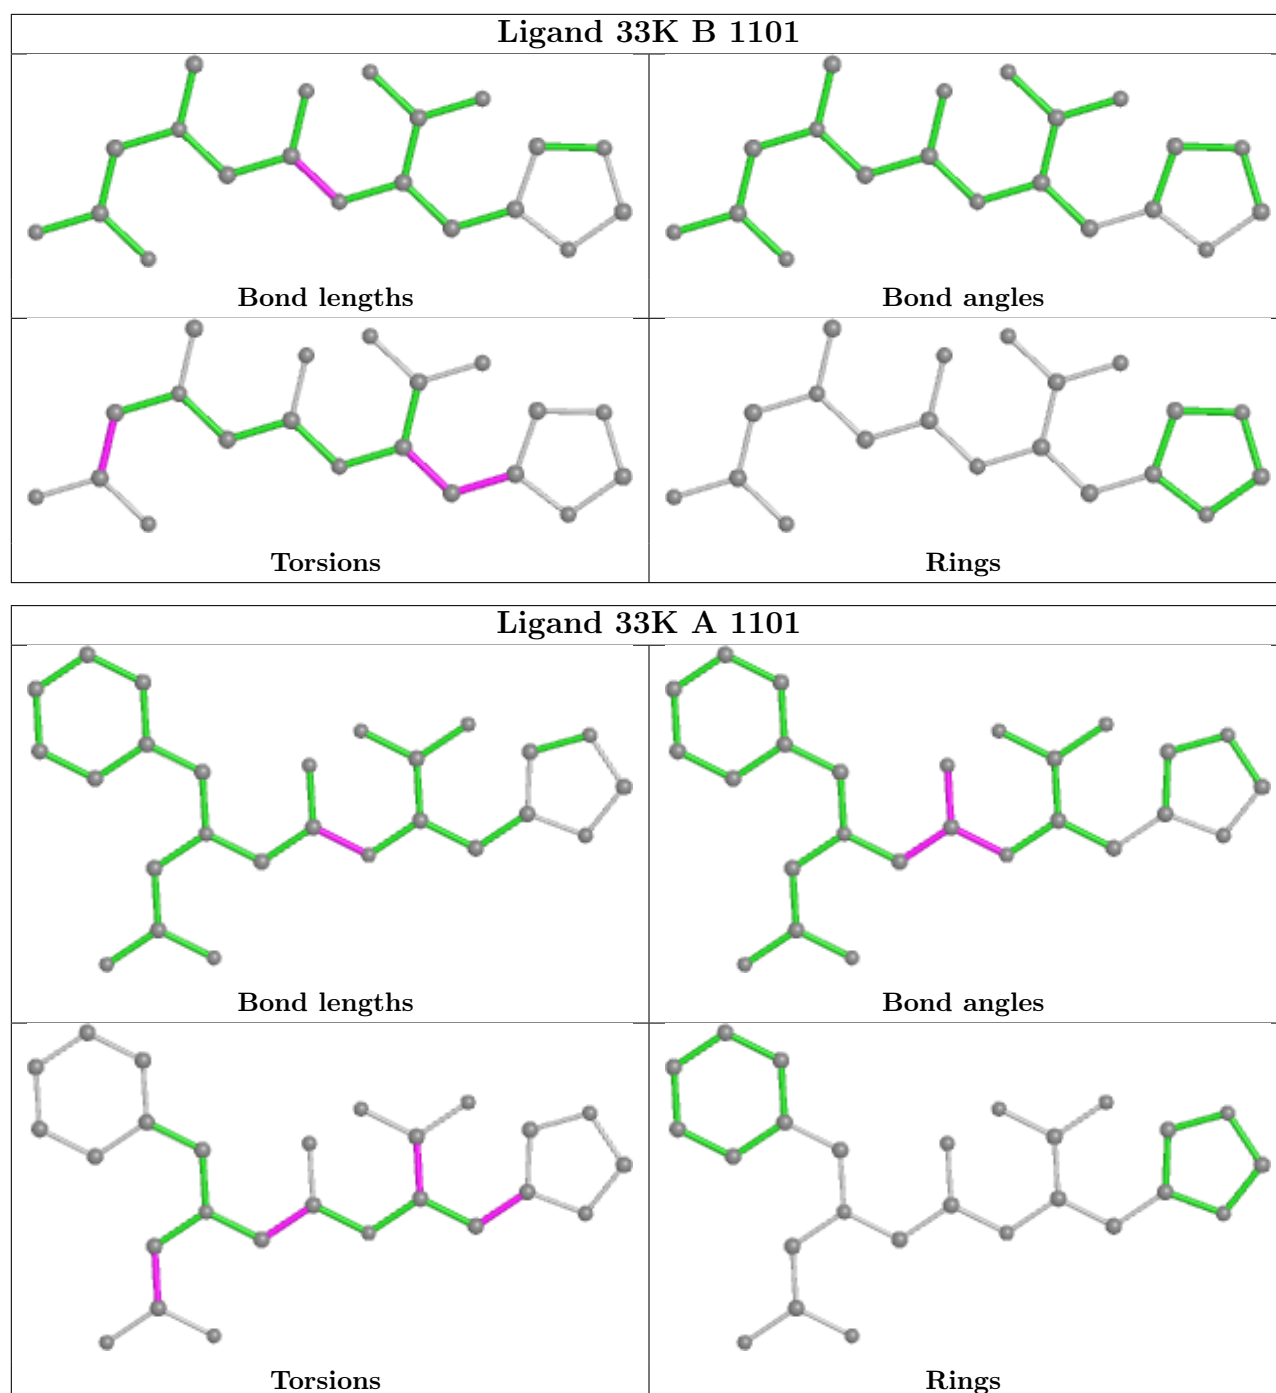 Ligand 33K B 1101
Bond lengths
Bond angles
Torsions
Rings
Ligand 33K A 1101
Bond lengths
Bond angles
Torsions
Rings